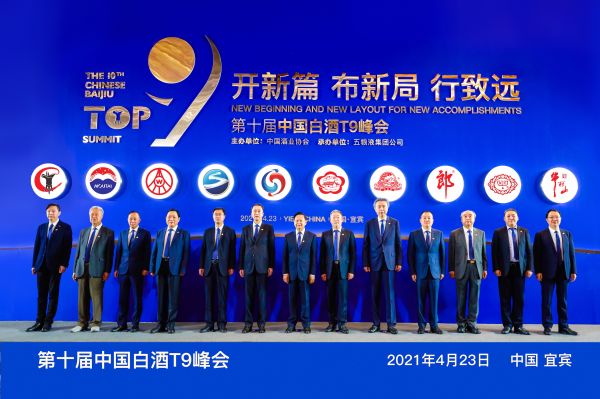 THE 10TH
CHINESE
BAIJIU
TOP
SUMMIT
9
开新篇 布新局 行致远
NEW BEGINNING AND NEW LAYOUT FOR NEW ACCOMPLISHMENTS
第十届中国白酒T9峰会
主办单位：中国酒业协会 承办单位：五粮液集团公司
MOUTAI
郎
第十届中国白酒T9峰会
2021年4月23日 中国 宜宾